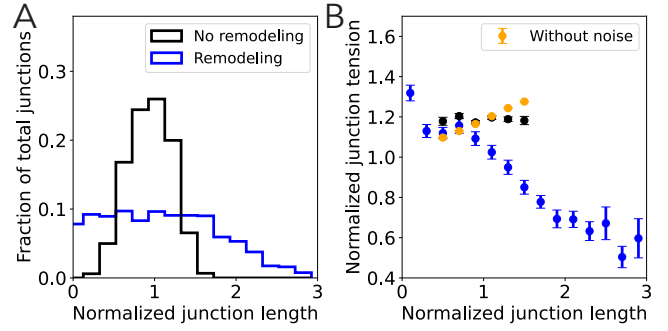 A
Fraction of total junctions
0.3
0.2
0.1
0.0
No remodeling
Remodeling
0 1 2 3
Normalized junction length
B
Normalized junction tension
1.6
1.4
1.2
1.0
0.8
0.6
0.4
Without noise
0 1 2 3
Normalized junction length